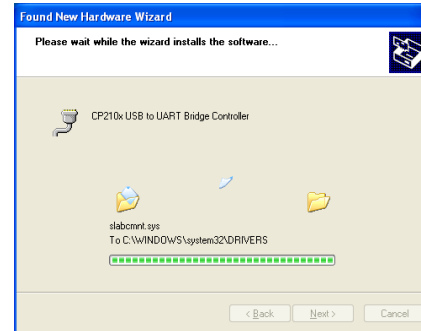 Found New Hardware Wizard
Please wait while the wizard installs the software...
CP210x USB to UART Bridge Controller
slabcmnt.sys
To C:\WINDOWS\system32\DRIVERS
< Back Next > Cancel